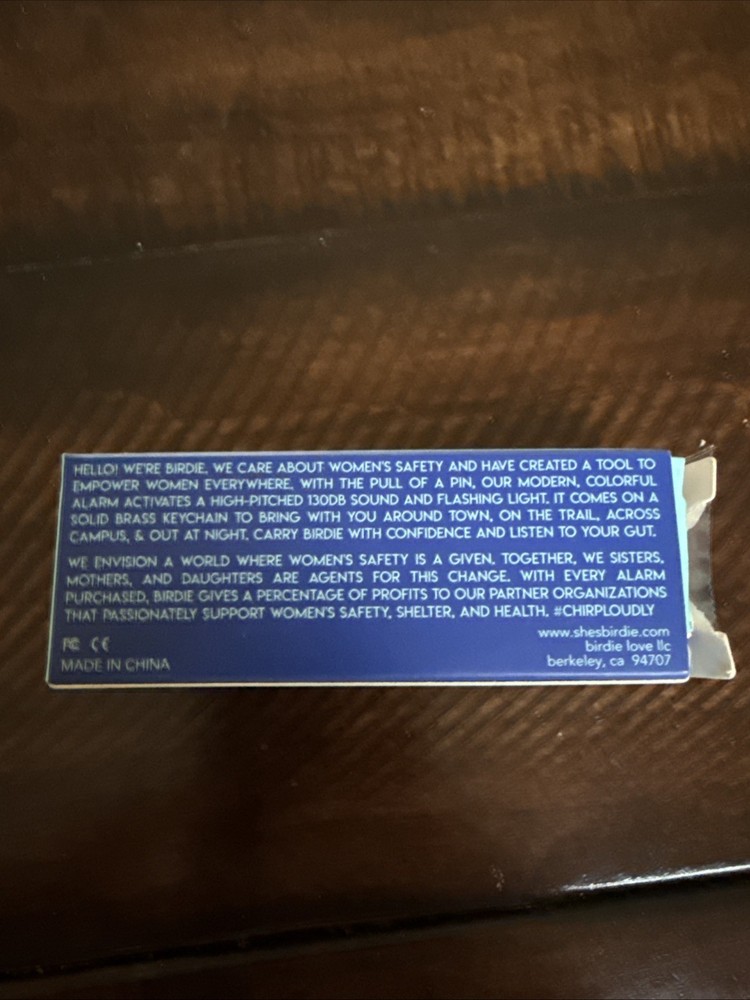 HELLO! WE'RE BIRDIE. WE CARE ABOUT WOMEN'S SAFETY AND HAVE CREATED A TOOL TO
EMPOWER WOMEN EVERYWHERE. WITH THE PULL OF A PIN, OUR MODERN, COLORFUL
ALARM ACTIVATES A HIGH-PITCHED 130DB SOUND AND FLASHING LIGHT. IT COMES ON A
SOLID BRASS KEYCHAIN TO BRING WITH YOU AROUND TOWN, ON THE TRAIL, ACROSS
CAMPUS, & OUT AT NIGHT. CARRY BIRDIE WITH CONFIDENCE AND LISTEN TO YOUR GUT.
WE ENVISION A WORLD WHERE WOMEN'S SAFETY IS A GIVEN. TOGETHER, WE SISTERS,
MOTHERS, AND DAUGHTERS ARE AGENTS FOR THIS CHANGE. WITH EVERY ALARM
PURCHASED, BIRDIE GIVES A PERCENTAGE OF PROFITS TO OUR PARTNER ORGANIZATIONS
THAT PASSIONATELY SUPPORT WOMEN'S SAFETY, SHELTER, AND HEALTH. #CHIRPLOUDLY
FC CE
MADE IN CHINA
www.shesbirdie.com
birdie love llc
berkeley, ca 94707